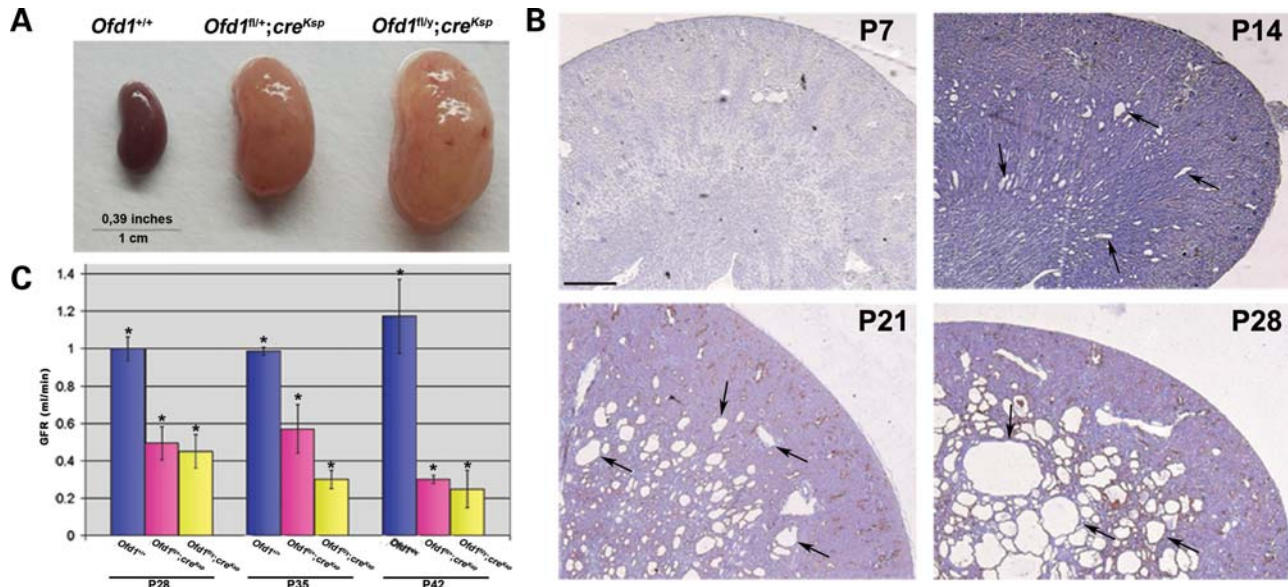 A
Ofd1+/+ Ofd1fl/+;creKsp Ofd1fl/y;creKsp
0,39 inches
1 cm
B
P7
P14
P21
P28
C
GFR (ml/min)
1.4
1.2
1
0.8
0.6
0.4
0.2
0
* * * * * * * * *
Ofd1+/+ Ofd1fl/+;creKsp Ofd1fl/y;creKsp Ofd1+/+ Ofd1fl/+;creKsp Ofd1fl/y;creKsp Ofd1fl/+;creKsp Ofd1fl/y;creKsp
P28 P35 P42